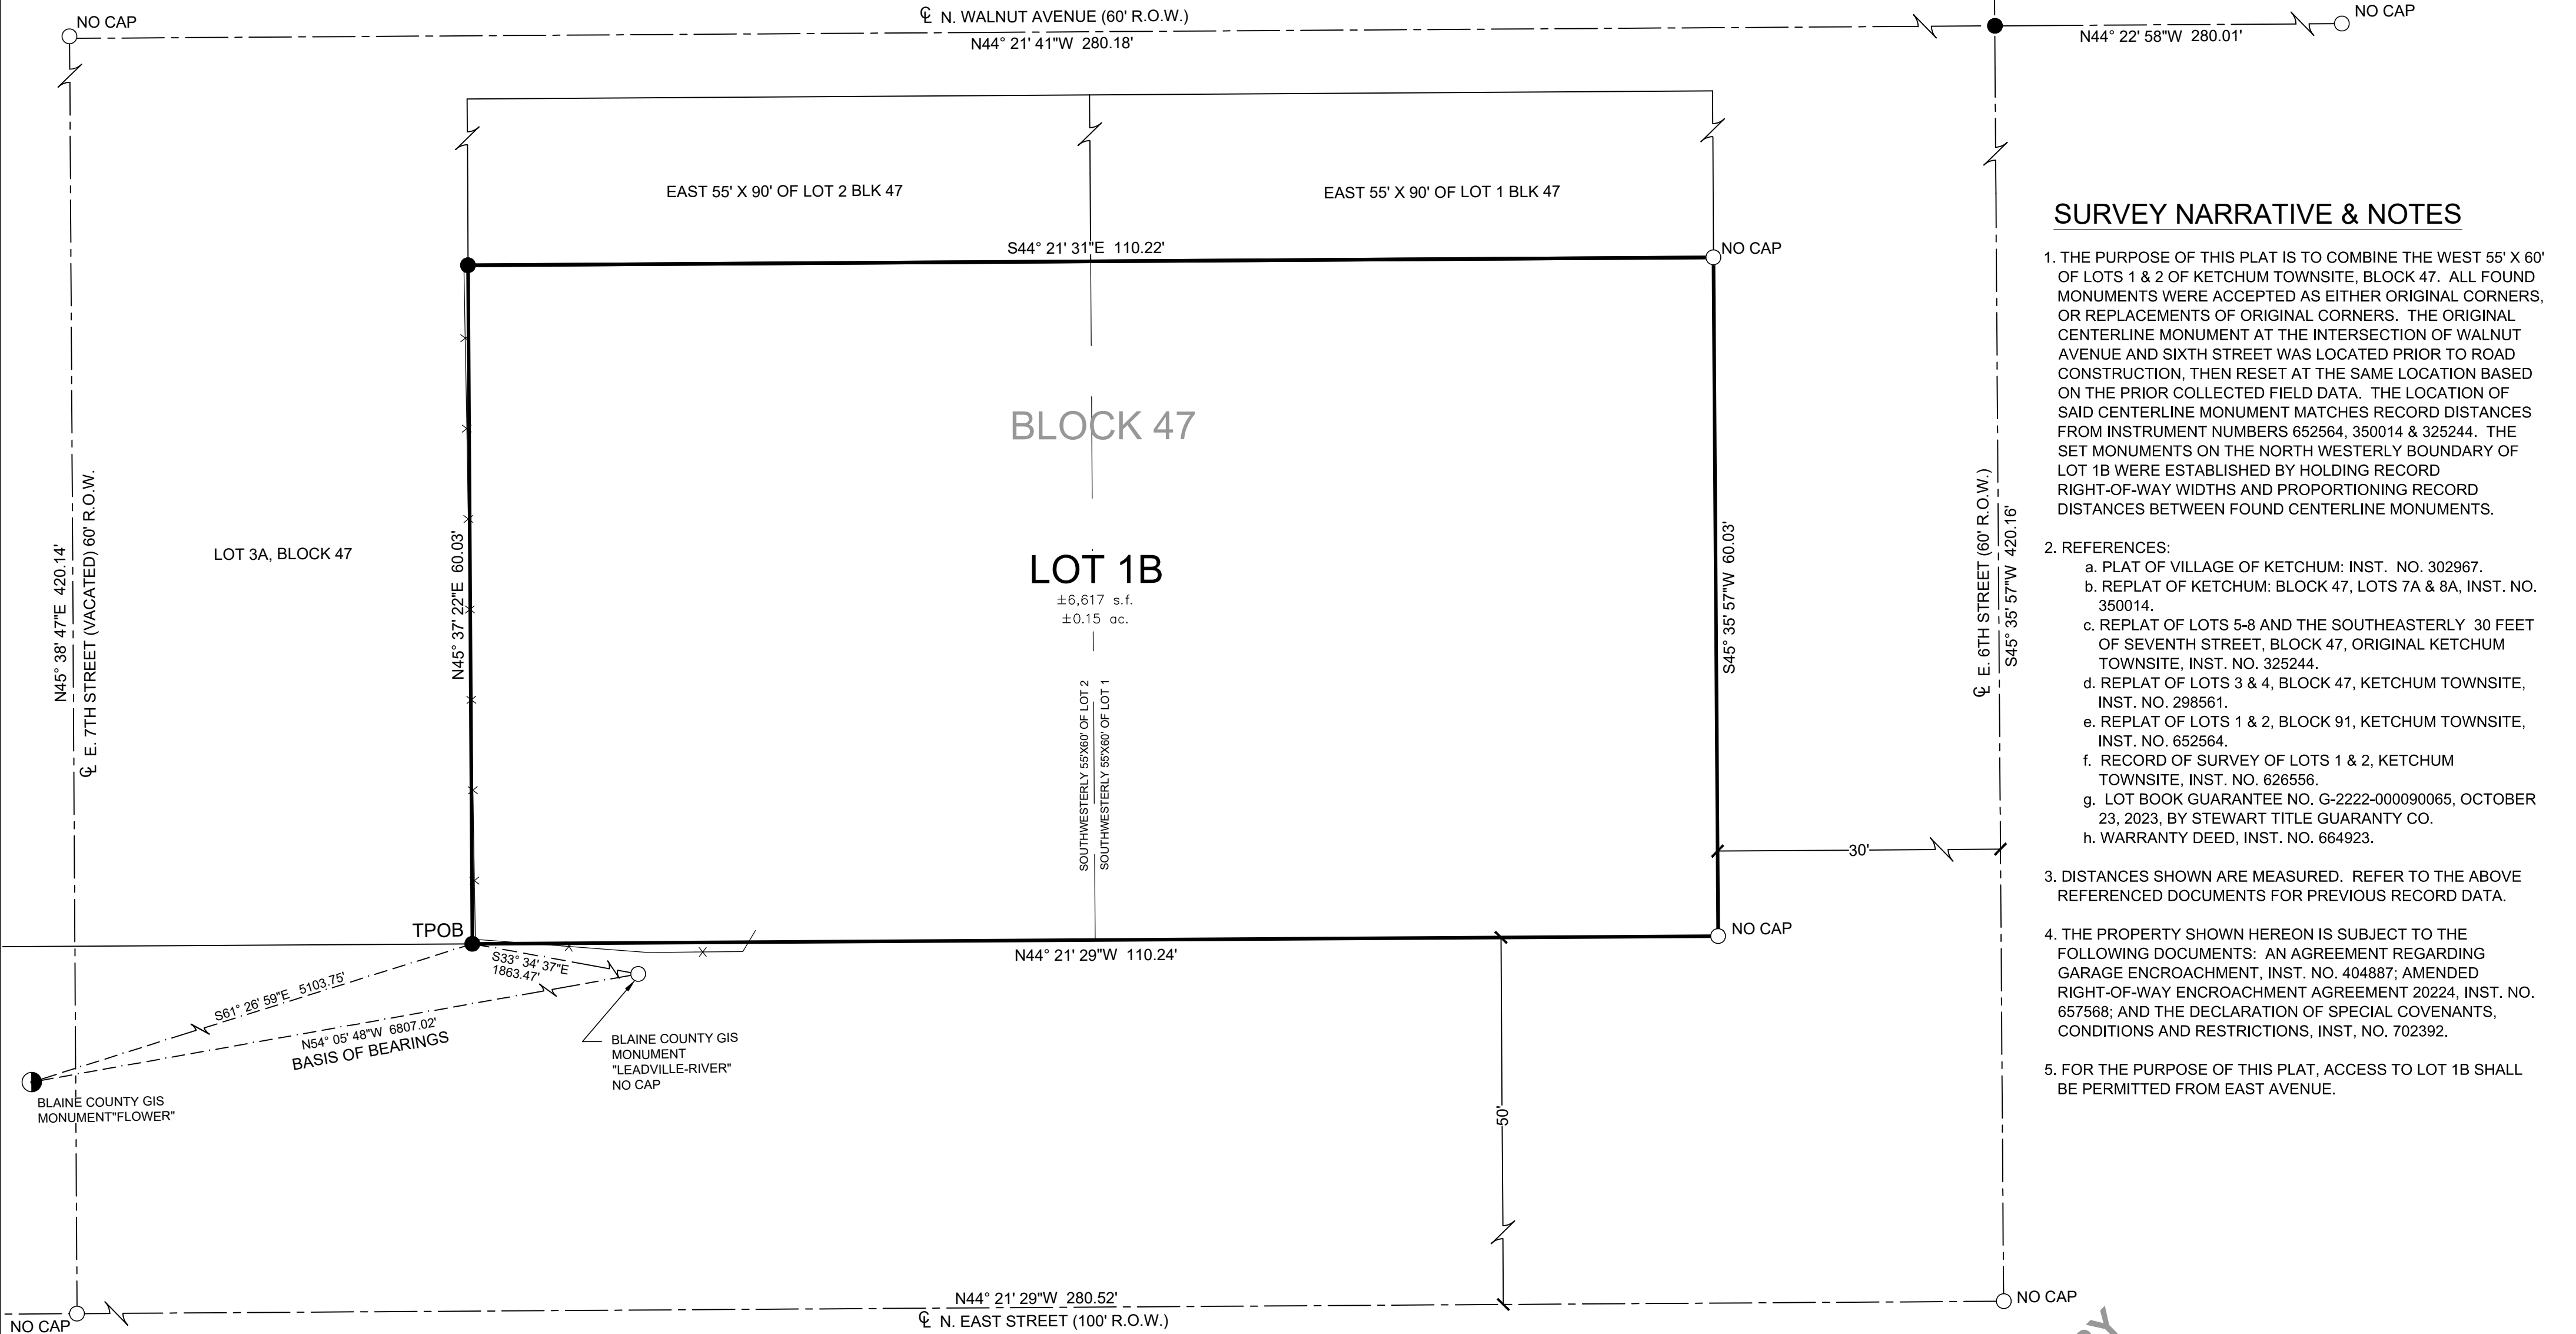 NO CAP
℄ N. WALNUT AVENUE (60' R.O.W.)
N44° 21' 41"W 280.18'
NO CAP
N44° 22' 58"W 280.01'
EAST 55' X 90' OF LOT 2 BLK 47
EAST 55' X 90' OF LOT 1 BLK 47
S44° 21' 31"E 110.22'
NO CAP
BLOCK 47
LOT 3A, BLOCK 47
LOT 1B
±6,617 s.f.
±0.15 ac.
N45° 38' 47"E 420.14'
℄ E. 7TH STREET (VACATED) 60' R.O.W.
N45° 37' 22"E 60.03'
SOUTHWESTERLY 55'X60' OF LOT 2
SOUTHWESTERLY 55'X60' OF LOT 1
S45° 35' 57"W 60.03'
℄ E. 6TH STREET (60' R.O.W.)
S45° 35' 57"W 420.16'
30'
TPOB
NO CAP
N44° 21' 29"W 110.24'
S33° 34' 37"E
1863.47'
S61° 26' 59"E 5103.75'
N54° 05' 48"W 6807.02'
BASIS OF BEARINGS
BLAINE COUNTY GIS
MONUMENT
"LEADVILLE-RIVER"
NO CAP
BLAINE COUNTY GIS
MONUMENT"FLOWER"
50'
N44° 21' 29"W 280.52'
℄ N. EAST STREET (100' R.O.W.)
NO CAP
NO CAP
SURVEY NARRATIVE & NOTES
1. THE PURPOSE OF THIS PLAT IS TO COMBINE THE WEST 55' X 60'
OF LOTS 1 & 2 OF KETCHUM TOWNSITE, BLOCK 47. ALL FOUND
MONUMENTS WERE ACCEPTED AS EITHER ORIGINAL CORNERS,
OR REPLACEMENTS OF ORIGINAL CORNERS. THE ORIGINAL
CENTERLINE MONUMENT AT THE INTERSECTION OF WALNUT
AVENUE AND SIXTH STREET WAS LOCATED PRIOR TO ROAD
CONSTRUCTION, THEN RESET AT THE SAME LOCATION BASED
ON THE PRIOR COLLECTED FIELD DATA. THE LOCATION OF
SAID CENTERLINE MONUMENT MATCHES RECORD DISTANCES
FROM INSTRUMENT NUMBERS 652564, 350014 & 325244. THE
SET MONUMENTS ON THE NORTH WESTERLY BOUNDARY OF
LOT 1B WERE ESTABLISHED BY HOLDING RECORD
RIGHT-OF-WAY WIDTHS AND PROPORTIONING RECORD
DISTANCES BETWEEN FOUND CENTERLINE MONUMENTS.
2. REFERENCES:
a. PLAT OF VILLAGE OF KETCHUM: INST. NO. 302967.
b. REPLAT OF KETCHUM: BLOCK 47, LOTS 7A & 8A, INST. NO.
350014.
c. REPLAT OF LOTS 5-8 AND THE SOUTHEASTERLY 30 FEET
OF SEVENTH STREET, BLOCK 47, ORIGINAL KETCHUM
TOWNSITE, INST. NO. 325244.
d. REPLAT OF LOTS 3 & 4, BLOCK 47, KETCHUM TOWNSITE,
INST. NO. 298561.
e. REPLAT OF LOTS 1 & 2, BLOCK 91, KETCHUM TOWNSITE,
INST. NO. 652564.
f. RECORD OF SURVEY OF LOTS 1 & 2, KETCHUM
TOWNSITE, INST. NO. 626556.
g. LOT BOOK GUARANTEE NO. G-2222-000090065, OCTOBER
23, 2023, BY STEWART TITLE GUARANTY CO.
h. WARRANTY DEED, INST. NO. 664923.
3. DISTANCES SHOWN ARE MEASURED. REFER TO THE ABOVE
REFERENCED DOCUMENTS FOR PREVIOUS RECORD DATA.
4. THE PROPERTY SHOWN HEREON IS SUBJECT TO THE
FOLLOWING DOCUMENTS: AN AGREEMENT REGARDING
GARAGE ENCROACHMENT, INST. NO. 404887; AMENDED
RIGHT-OF-WAY ENCROACHMENT AGREEMENT 20224, INST. NO.
657568; AND THE DECLARATION OF SPECIAL COVENANTS,
CONDITIONS AND RESTRICTIONS, INST, NO. 702392.
5. FOR THE PURPOSE OF THIS PLAT, ACCESS TO LOT 1B SHALL
BE PERMITTED FROM EAST AVENUE.